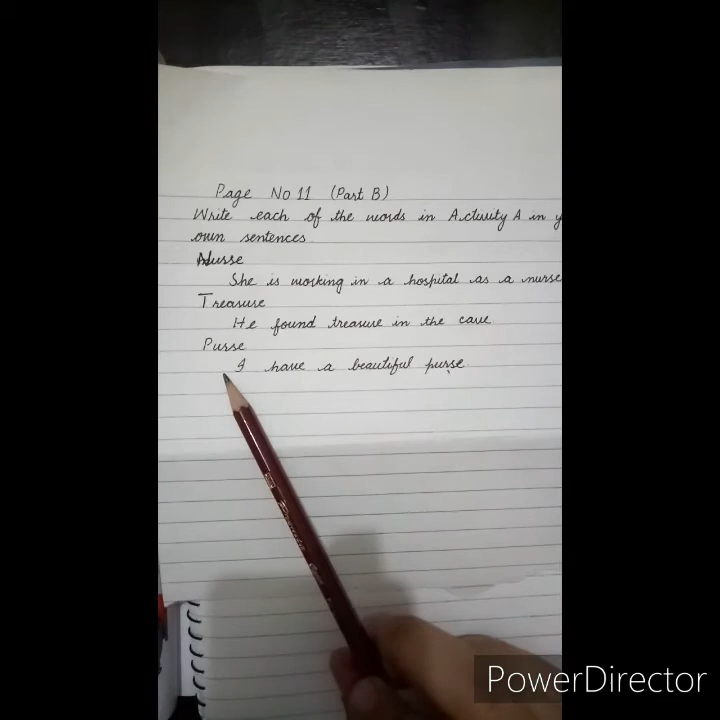 Page No 11 (Part B)
Write each of the words in Activity A in y
own sentences.
Nurse
She is working in a hospital as a nurse
Treasure
He found treasure in the cave.
Purse
I have a beautiful purse.
PowerDirector